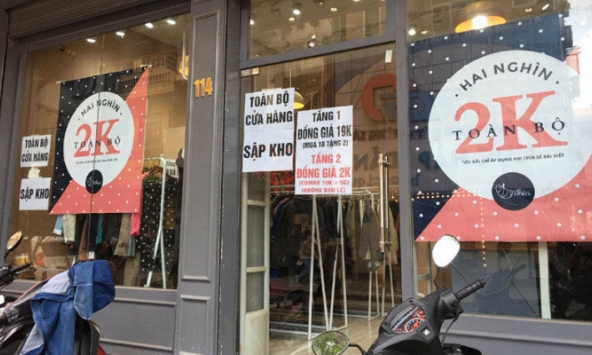 HAI NGHÌN
2K
TOÀN BỘ
TOÀN BỘ
CỬA HÀNG
SẬP KHO
114
TOÀN BỘ
CỬA HÀNG
SẬP KHO
TẦNG 1
ĐỒNG GIÁ 19K
(MUA 10 TẶNG 2)
TẦNG 2
ĐỒNG GIÁ 2K
(KHÔNG BÁN LẺ)
HAI NGHÌN
2K
TOÀN BỘ